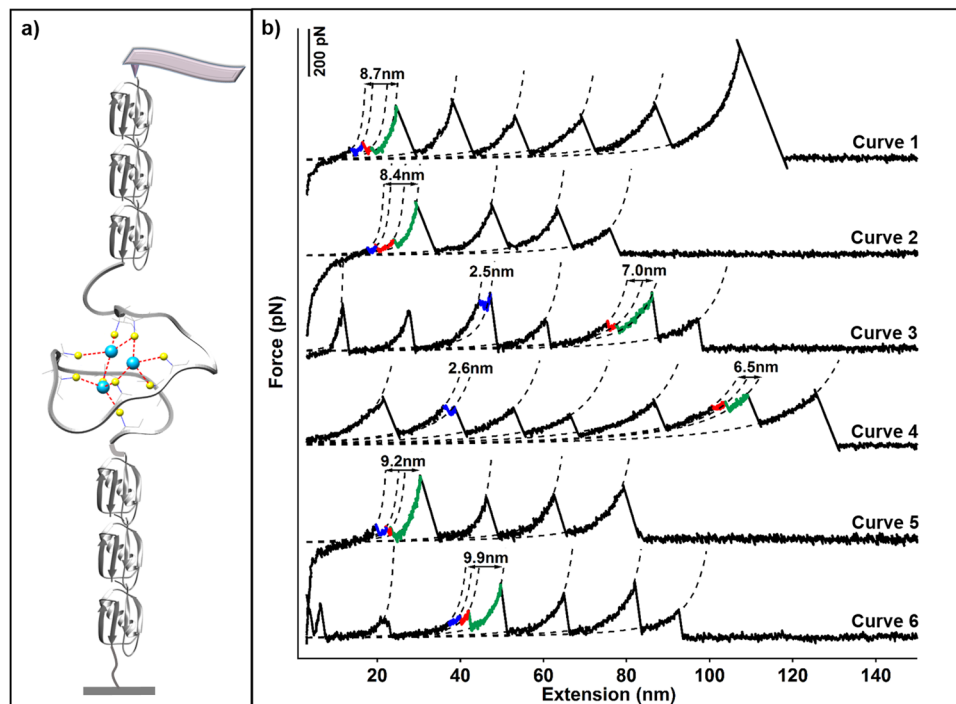 a)
b)
200 pN
8.7nm
Curve 1
8.4nm
Curve 2
2.5nm
7.0nm
Curve 3
2.6nm
6.5nm
Curve 4
9.2nm
Curve 5
9.9nm
Curve 6
Force (pN)
20 40 60 80 100 120 140
Extension (nm)